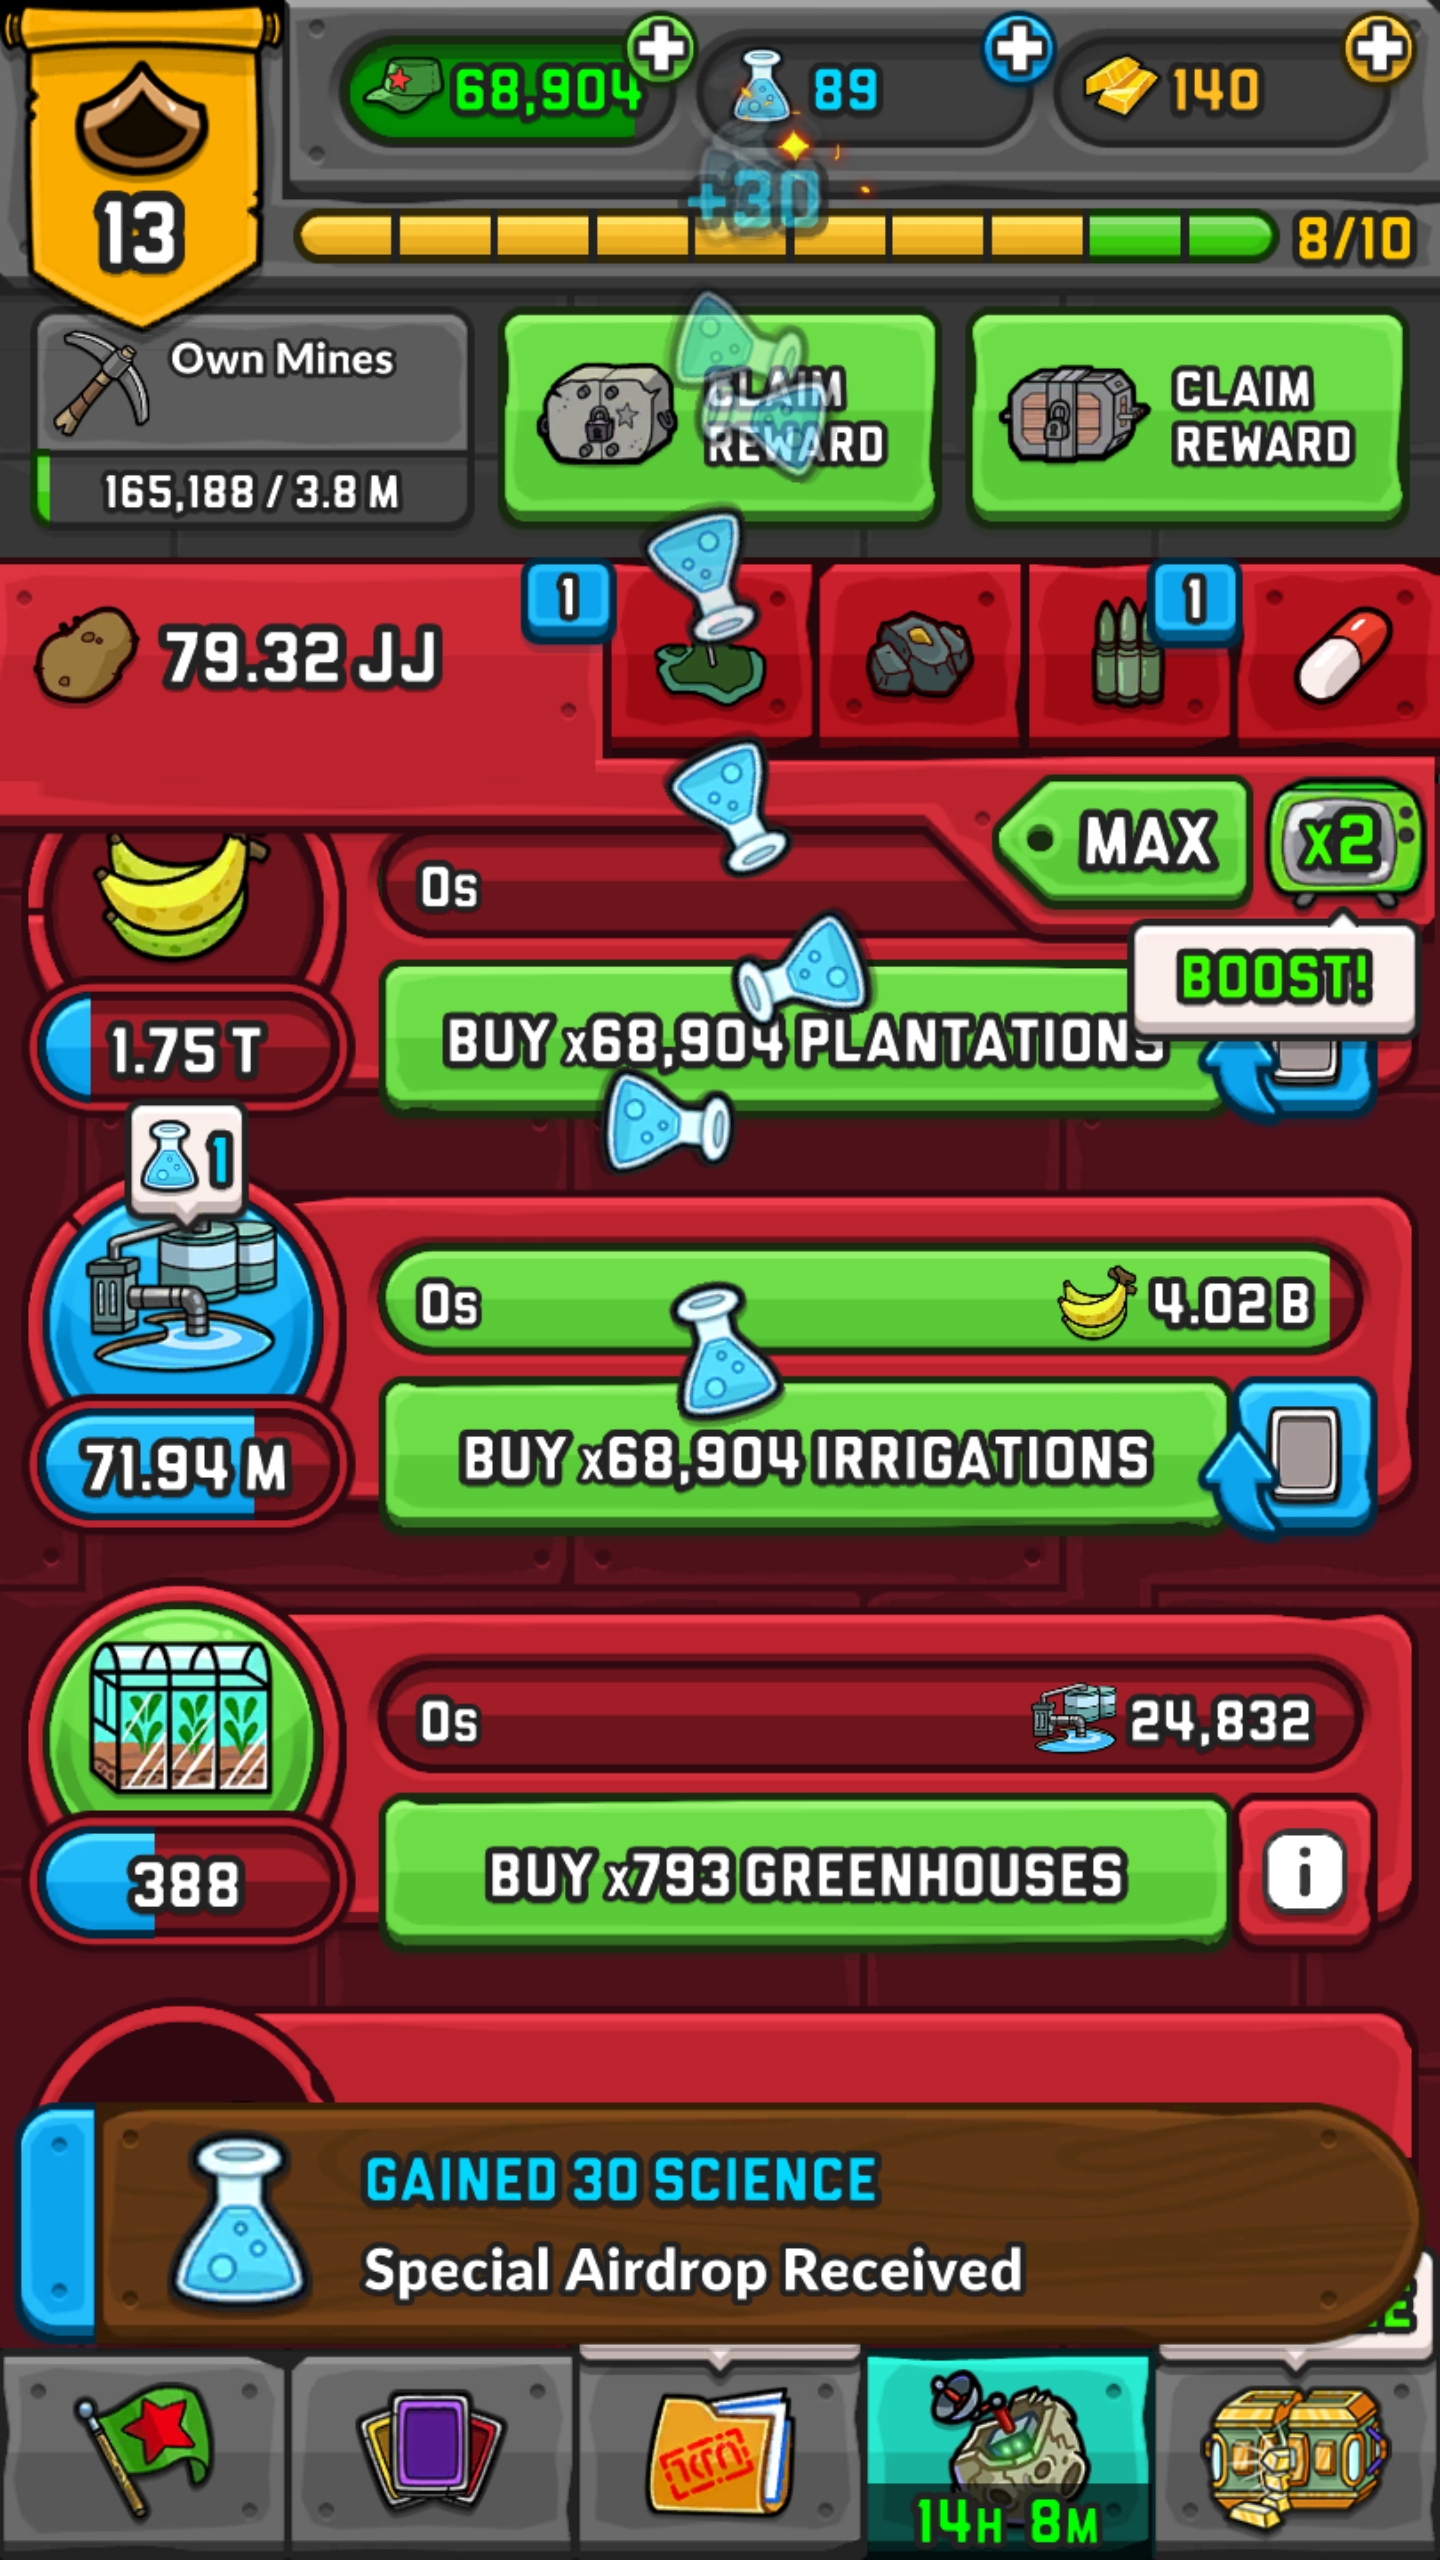 68,904
89
140
+30
13
8/10
Own Mines
165,188 / 3.8 M
CLAIM
REWARD
CLAIM
REWARD
79.32 JJ
1
1
MAX
x2
0s
BOOST!
1.75 T
BUY x68,904 PLANTATIONS
1
0s
4.02 B
71.94 M
BUY x68,904 IRRIGATIONS
0s
24,832
388
BUY x793 GREENHOUSES
i
GAINED 30 SCIENCE
Special Airdrop Received
14H 8M